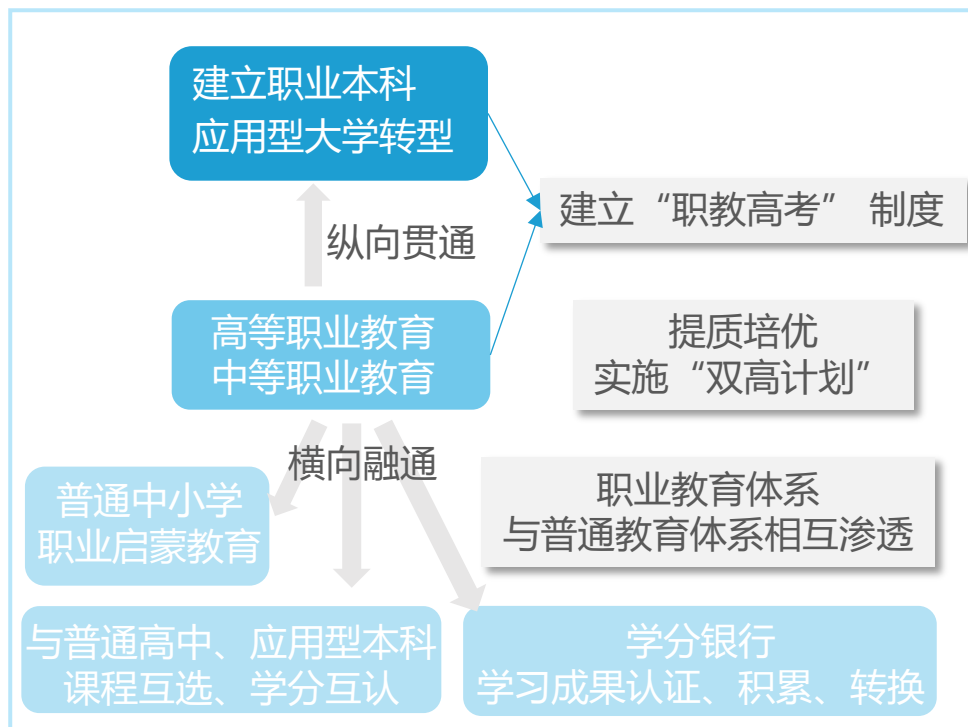 建立职业本科
应用型大学转型
建立“职教高考” 制度
纵向贯通
高等职业教育
中等职业教育
提质培优
实施“双高计划”
横向融通
普通中小学
职业启蒙教育
职业教育体系
与普通教育体系相互渗透
与普通高中、应用型本科
课程互选、学分互认
学分银行
学习成果认证、积累、转换